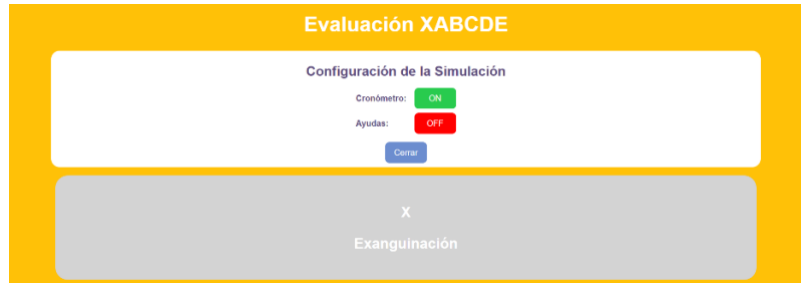 Evaluación XABCDE
Configuración de la Simulación
Cronómetro: ON
Ayudas: OFF
Cerrar
X
Exanguinación